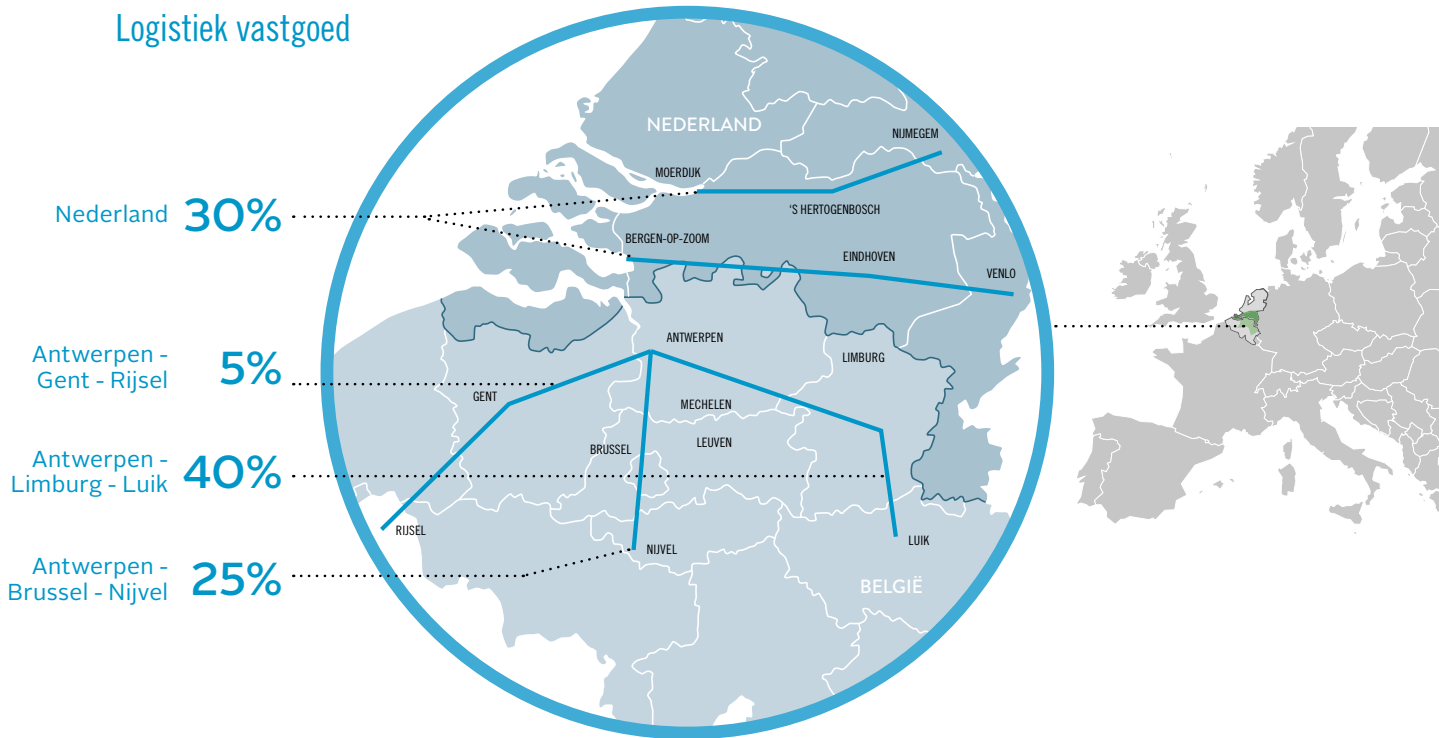 Logistiek vastgoed
Nederland 30%
Antwerpen -
Gent - Rijsel 5%
Antwerpen -
Limburg - Luik 40%
Antwerpen -
Brussel - Nijvel 25%
NEDERLAND
NIJMEGEM
MOERDIJK
‘S HERTOGENBOSCH
BERGEN-OP-ZOOM
EINDHOVEN
VENLO
ANTWERPEN
LIMBURG
GENT
MECHELEN
BRUSSEL
LEUVEN
RIJSEL
NIJVEL
LUIK
BELGIË